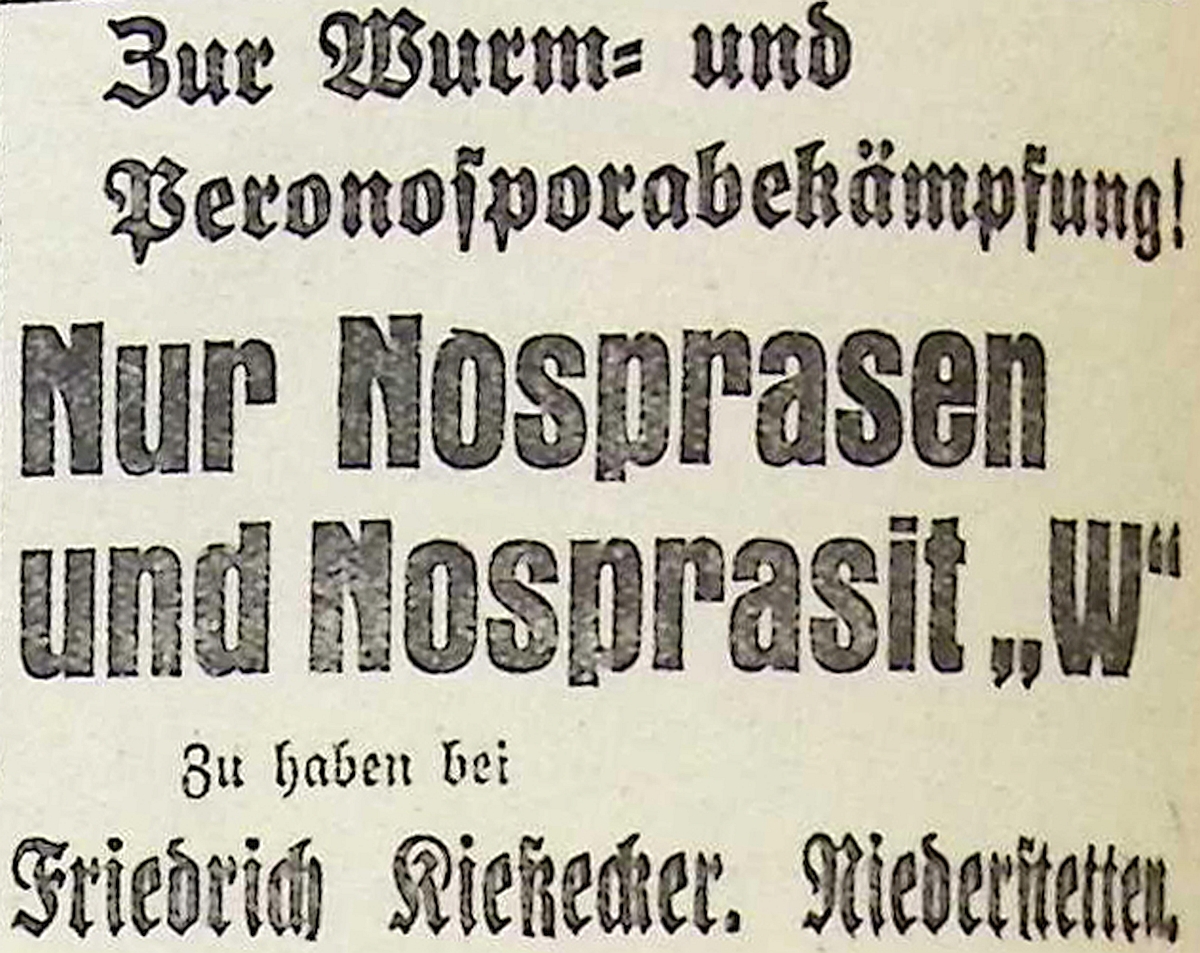 Zur Wurm- und
Peronosporabekämpfung!
Nur Nosprasen
und Nosprasit „W“
Zu haben bei
Friedrich Kießecker. Niederstetten.